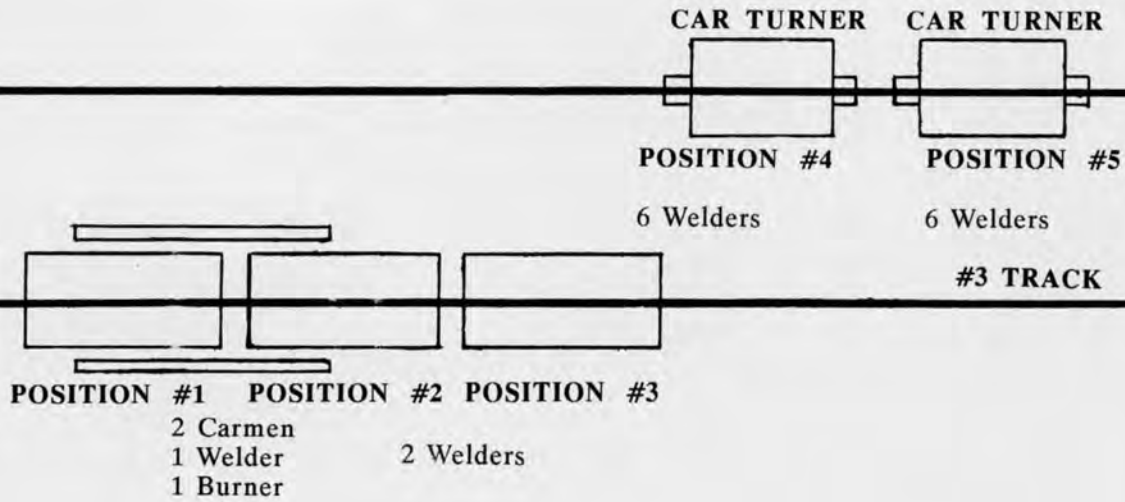 CAR TURNER CAR TURNER
POSITION #4 POSITION #5
6 Welders 6 Welders
#3 TRACK
POSITION #1 POSITION #2 POSITION #3
2 Carmen
1 Welder 2 Welders
1 Burner